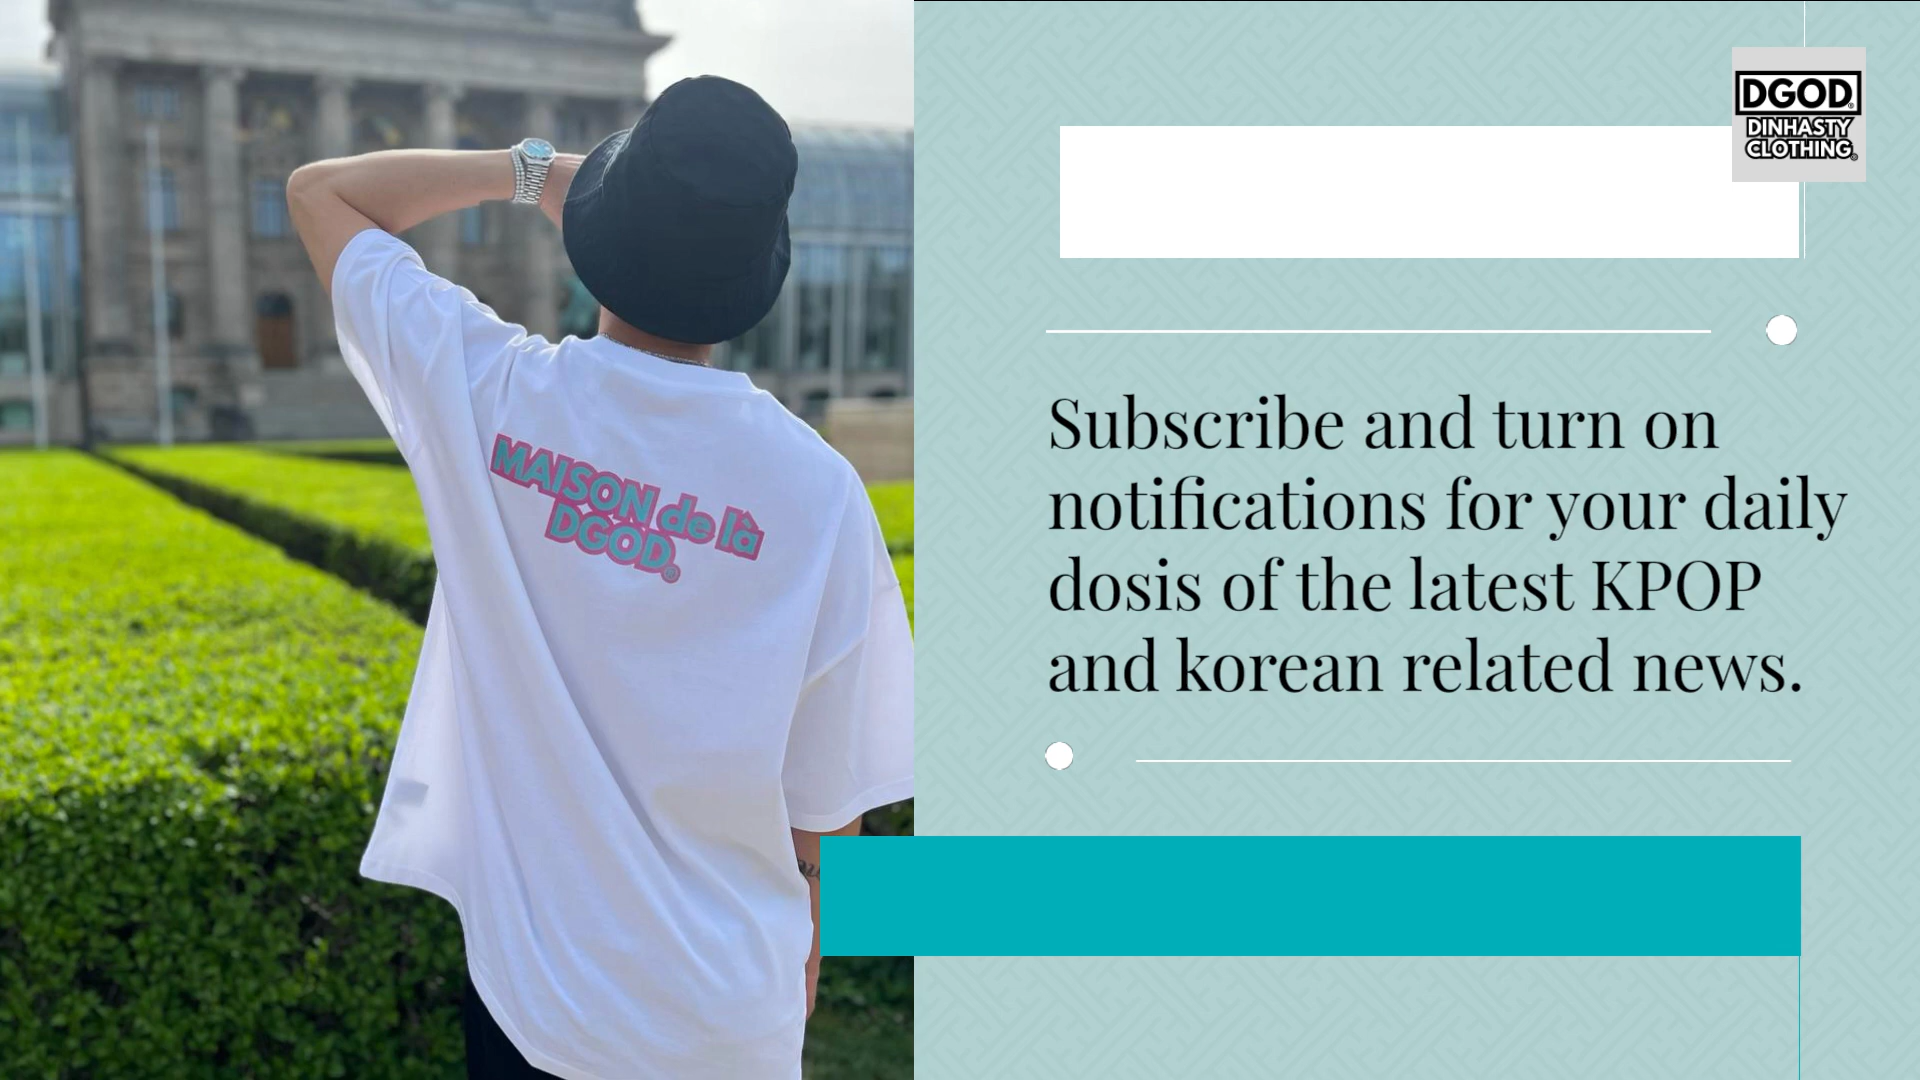 DGOD®
DINHASTY
CLOTHING®
MAISON de là
DGOD®
Subscribe and turn on
notifications for your daily
dosis of the latest KPOP
and korean related news.